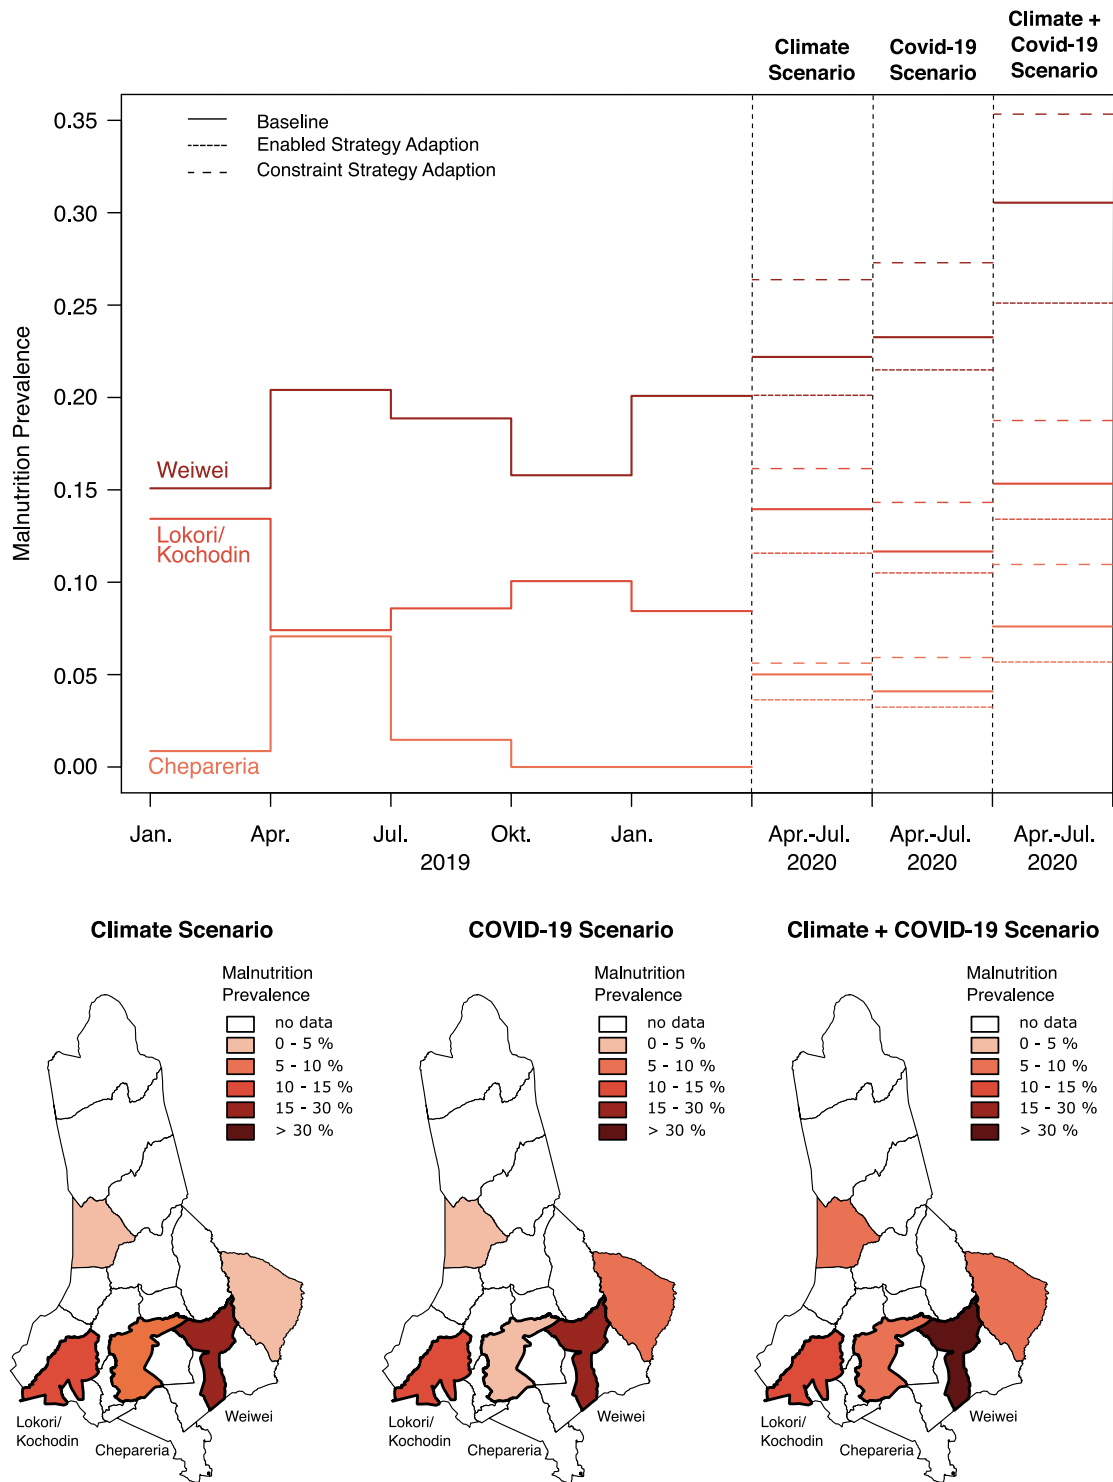 Climate
Scenario
Covid-19
Scenario
Climate +
Covid-19
Scenario
Baseline
Enabled Strategy Adaption
Constraint Strategy Adaption
Malnutrition Prevalence
0.35
0.30
0.25
0.20
0.15
0.10
0.05
0.00
Weiwei
Lokori/
Kochodin
Chepareria
Jan.
Apr.
Jul.
Okt.
Jan.
2019
Apr.-Jul.
2020
Apr.-Jul.
2020
Apr.-Jul.
2020
Climate Scenario
Malnutrition
Prevalence
no data
0 - 5 %
5 - 10 %
10 - 15 %
15 - 30 %
> 30 %
Lokori/
Kochodin
Chepareria
Weiwei
COVID-19 Scenario
Malnutrition
Prevalence
no data
0 - 5 %
5 - 10 %
10 - 15 %
15 - 30 %
> 30 %
Lokori/
Kochodin
Chepareria
Weiwei
Climate + COVID-19 Scenario
Malnutrition
Prevalence
no data
0 - 5 %
5 - 10 %
10 - 15 %
15 - 30 %
> 30 %
Lokori/
Kochodin
Chepareria
Weiwei